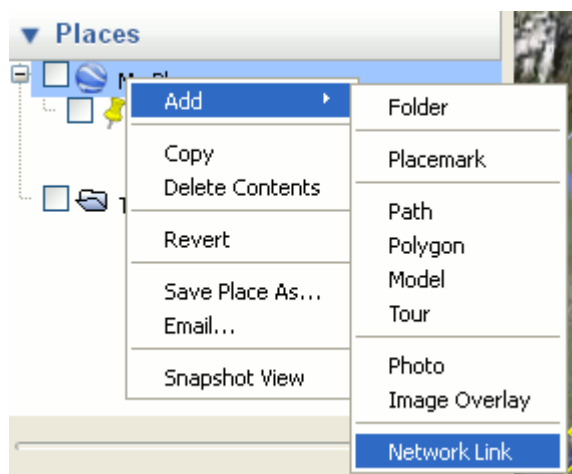 Places
Add
Copy
Delete Contents
Revert
Save Place As...
Email...
Snapshot View
Folder
Placemark
Path
Polygon
Model
Tour
Photo
Image Overlay
Network Link